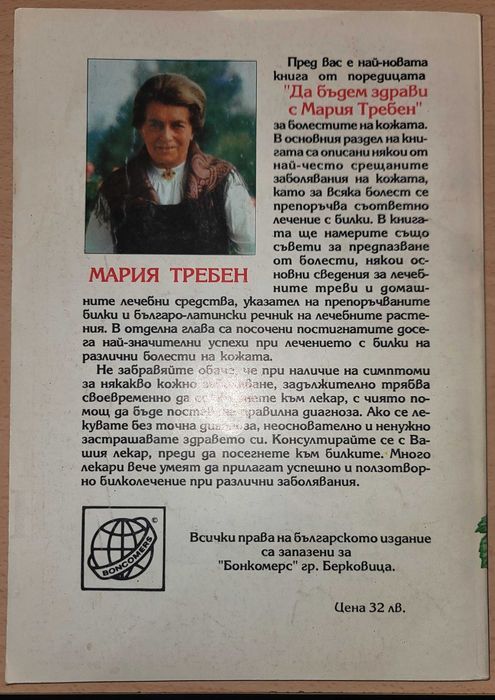 Пред вас е най-новата
книга от поредицата
"Да бъдем здрави
с Мария Требен"
за болестите на кожата.
В основния раздел на кни-
гата са описани някои от
най-често срещаните
заболявания на кожата,
като за всяка болест се
препоръчва съответно
лечение с билки. В книга-
та ще намерите също
съвети за предпазване
от болести, някои ос-
новни сведения за лечеб-
МАРИЯ ТРЕБЕН
ните треви и домаш-
ните лечебни средства, указател на препоръчваните
билки и българо-латински речник на лечебните расте-
ния. В отделна глава са посочени постигнатите досе-
га най-значителни успехи при лечението с билки на
различни болести на кожата.
Не забравяйте обаче, че при наличие на симптоми
за някакво кожно заболяване, задължително трябва
своевременно да се обърнете към лекар, с чиято по-
мощ да бъде поставена правилна диагноза. Ако се ле-
кувате без точна диагноза, неоснователно и ненужно
застрашавате здравето си. Консултирайте се с Ва-
шия лекар, преди да посегнете към билките. Много
лекари вече умеят да прилагат успешно и ползотвор-
но билколечение при различни заболявания.
©
BONCOMERS
Всички права на българското издание
са запазени за
"Бонкомерс" гр. Берковица.
Цена 32 лв.